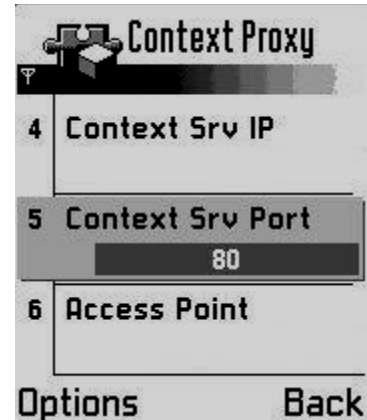 Context Proxy
4 Context Srv IP
5 Context Srv Port
80
6 Access Point
Options Back